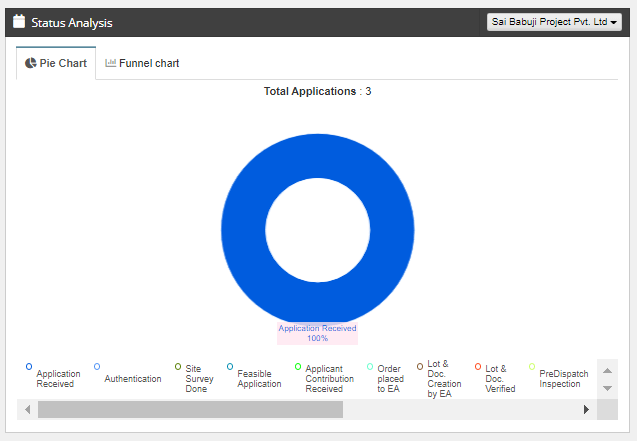 Status Analysis
Sai Babuji Project Pvt. Ltd
Pie Chart
Funnel chart
Total Applications : 3
Application Received
100%
Application
Received
Authentication
Site
Survey
Done
Feasible
Application
Applicant
Contribution
Received
Order
placed
to EA
Lot &
Doc.
Creation
by EA
Lot &
Doc.
Verified
PreDispatch
Inspection